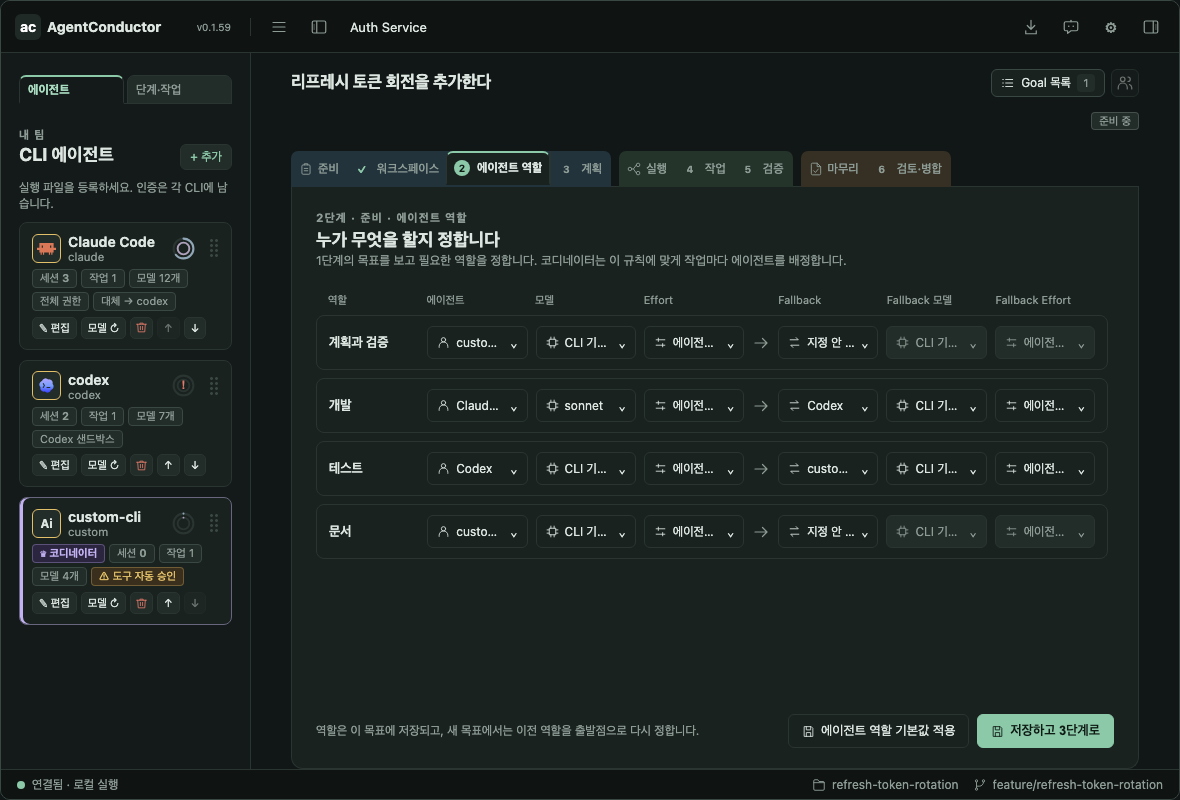 ac AgentConductor v0.1.59 Auth Service
에이전트 단계·작업
내 팀
CLI 에이전트 + 추가
실행 파일을 등록하세요. 인증은 각 CLI에 남
습니다.
Claude Code
claude
세션 3 작업 1 모델 12개
전체 권한 대체 → codex
편집 모델
codex
codex
세션 2 작업 1 모델 7개
Codex 샌드박스
편집 모델
Ai custom-cli
custom
코디네이터 세션 0 작업 1
모델 4개 도구 자동 승인
편집 모델
리프레시 토큰 회전을 추가한다
Goal 목록 1
준비 중
준비 워크스페이스 2 에이전트 역할 3 계획 실행 4 작업 5 검증 마무리 6 검토·병합
2단계 · 준비 · 에이전트 역할
누가 무엇을 할지 정합니다
1단계의 목표를 보고 필요한 역할을 정합니다. 코디네이터는 이 규칙에 맞게 작업마다 에이전트를 배정합니다.
역할 에이전트 모델 Effort Fallback Fallback 모델 Fallback Effort
계획과 검증 custo... CLI 기... 에이전... 지정 안 ... CLI 기... 에이전...
개발 Claud... sonnet 에이전... Codex CLI 기... 에이전...
테스트 Codex CLI 기... 에이전... custo... CLI 기... 에이전...
문서 custo... CLI 기... 에이전... 지정 안 ... CLI 기... 에이전...
역할은 이 목표에 저장되고, 새 목표에서는 이전 역할을 출발점으로 다시 정합니다.
에이전트 역할 기본값 적용 저장하고 3단계로
연결됨 · 로컬 실행 refresh-token-rotation feature/refresh-token-rotation